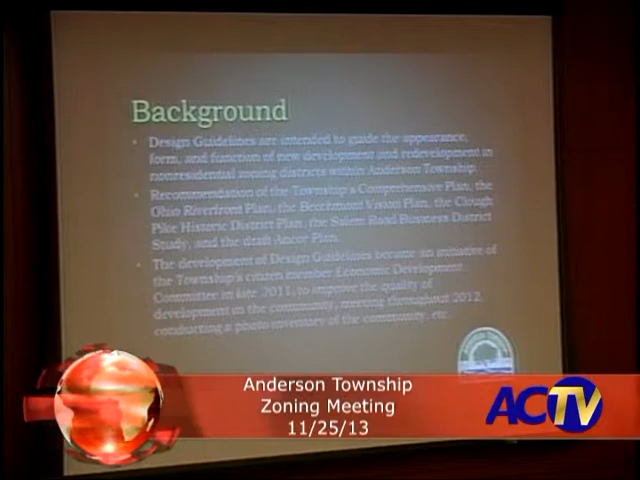 Background
• Design Guidelines are intended to guide the appearance,
form, and function of new development and redevelopment in
nonresidential zoning districts within Anderson Township.
• Recommendation of the Township's Comprehensive Plan, the
Ohio Riverfront Plan, the Beechmont Vision Plan, the Clough
Pike Historic District Plan, the Salem Road Business District
Study, and the draft Ancor Plan.
• The development of Design Guidelines became an initiative of
the Township's citizen member Economic Development
Committee in late 2011, to improve the quality of
development in the community, meeting throughout 2012,
conducting a photo inventory of the community, etc.
Anderson Township
Zoning Meeting
11/25/13
ACTV